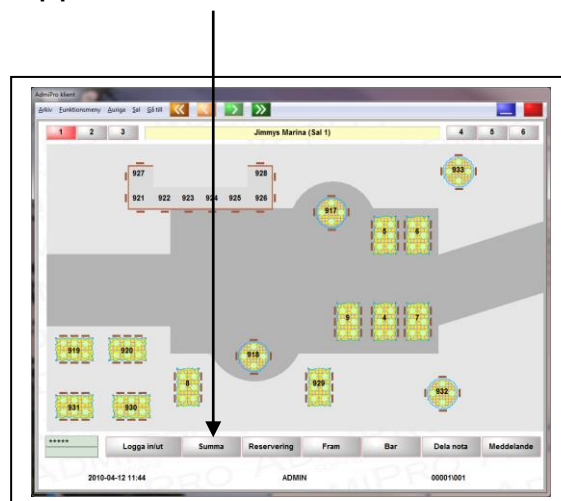 AdmiPro klient
Arkiv Funktionsmeny Auriga Sal Gå till
1 2 3 Jimmys Marina (Sal 1) 4 5 6
927 928
921 922 923 924 925 926
933
917
5 6
9 4 7
919 920
918
8 929
931 930
932
***** Logga in/ut Summa Reservering Fram Bar Dela nota Meddelande
2010-04-12 11:44 ADMIN 00001\001